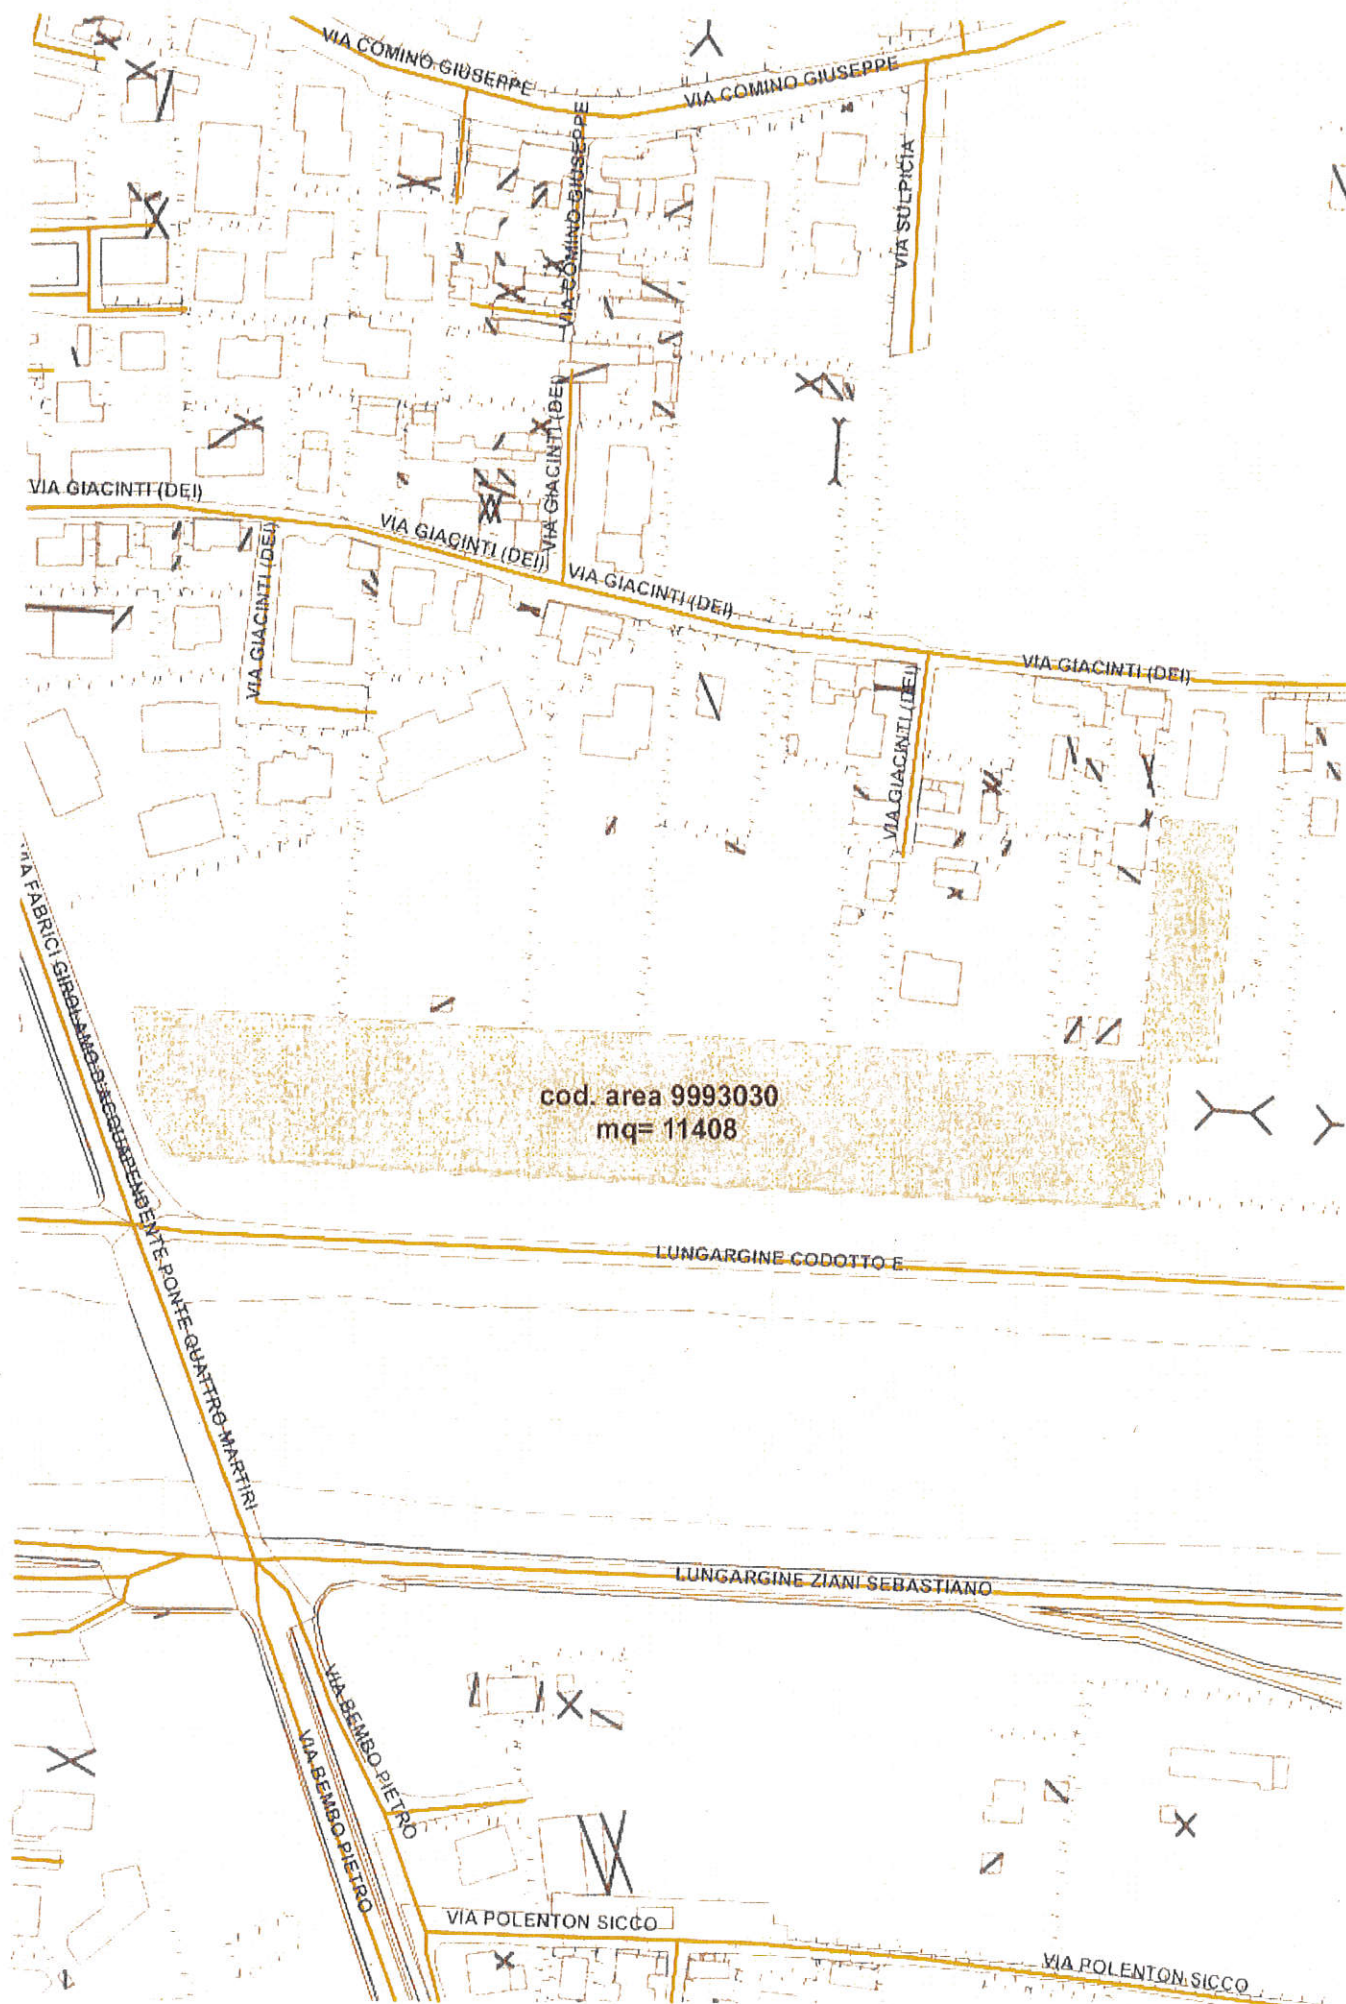 VIA COMINO GIUSEPPE
VIA COMINO GIUSEPPE
VIA COMINO GIUSEPPE
VIA SULPICIA
VIA GIACINTI (DEI)
VIA GIACINTI (DEI)
VIA GIACINTI (DEI)
VIA GIACINTI (DEI)
VIA GIACINTI (DEI)
VIA GIACINTI (DEI)
VIA GIACINTI (DEI)
VIA FABRICI GIROLAMO D'ACQUAPENDENTE PONTE QUATTRO MARTIRI
cod. area 9993030
mq= 11408
LUNGARGINE CODOTTO E.
LUNGARGINE ZIANI SEBASTIANO
VIA BEMBO PIETRO
VIA BEMBO PIETRO
VIA POLENTON SICCO
VIA POLENTON SICCO